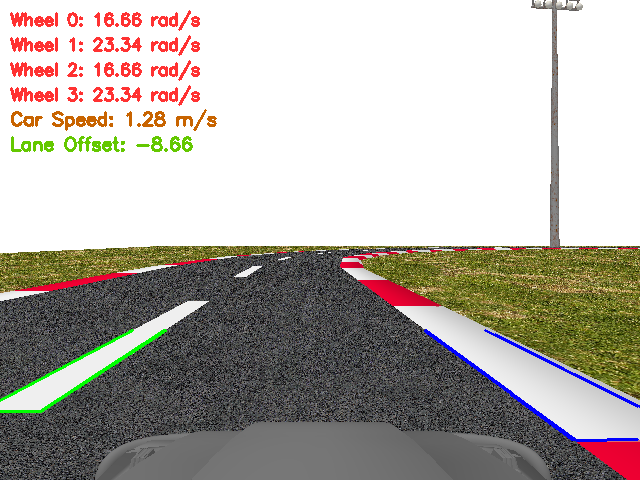 Wheel 0: 16.66 rad/s
Wheel 1: 23.34 rad/s
Wheel 2: 16.66 rad/s
Wheel 3: 23.34 rad/s
Car Speed: 1.28 m/s
Lane Offset: -8.66